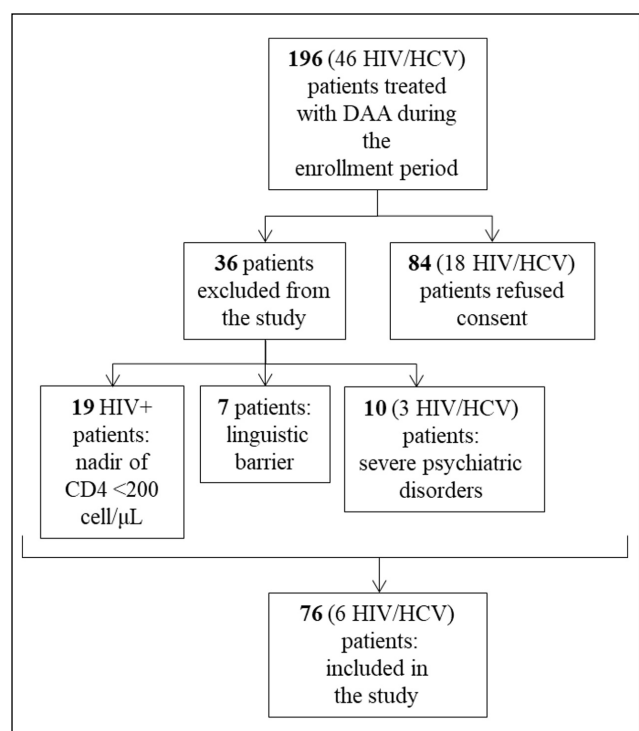 196 (46 HIV/HCV)
patients treated
with DAA during
the
enrollment period
36 patients
excluded from
the study
84 (18 HIV/HCV)
patients refused
consent
19 HIV+
patients:
nadir of
CD4 <200
cell/μL
7 patients:
linguistic
barrier
10 (3 HIV/HCV)
patients:
severe psychiatric
disorders
76 (6 HIV/HCV)
patients:
included in
the study